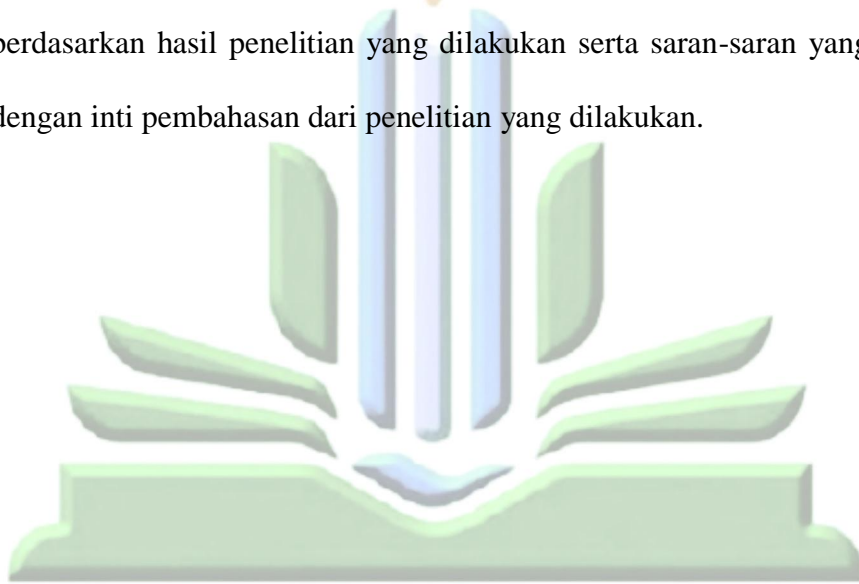 berdasarkan hasil penelitian yang dilakukan serta saran-saran yang
dengan inti pembahasan dari penelitian yang dilakukan.